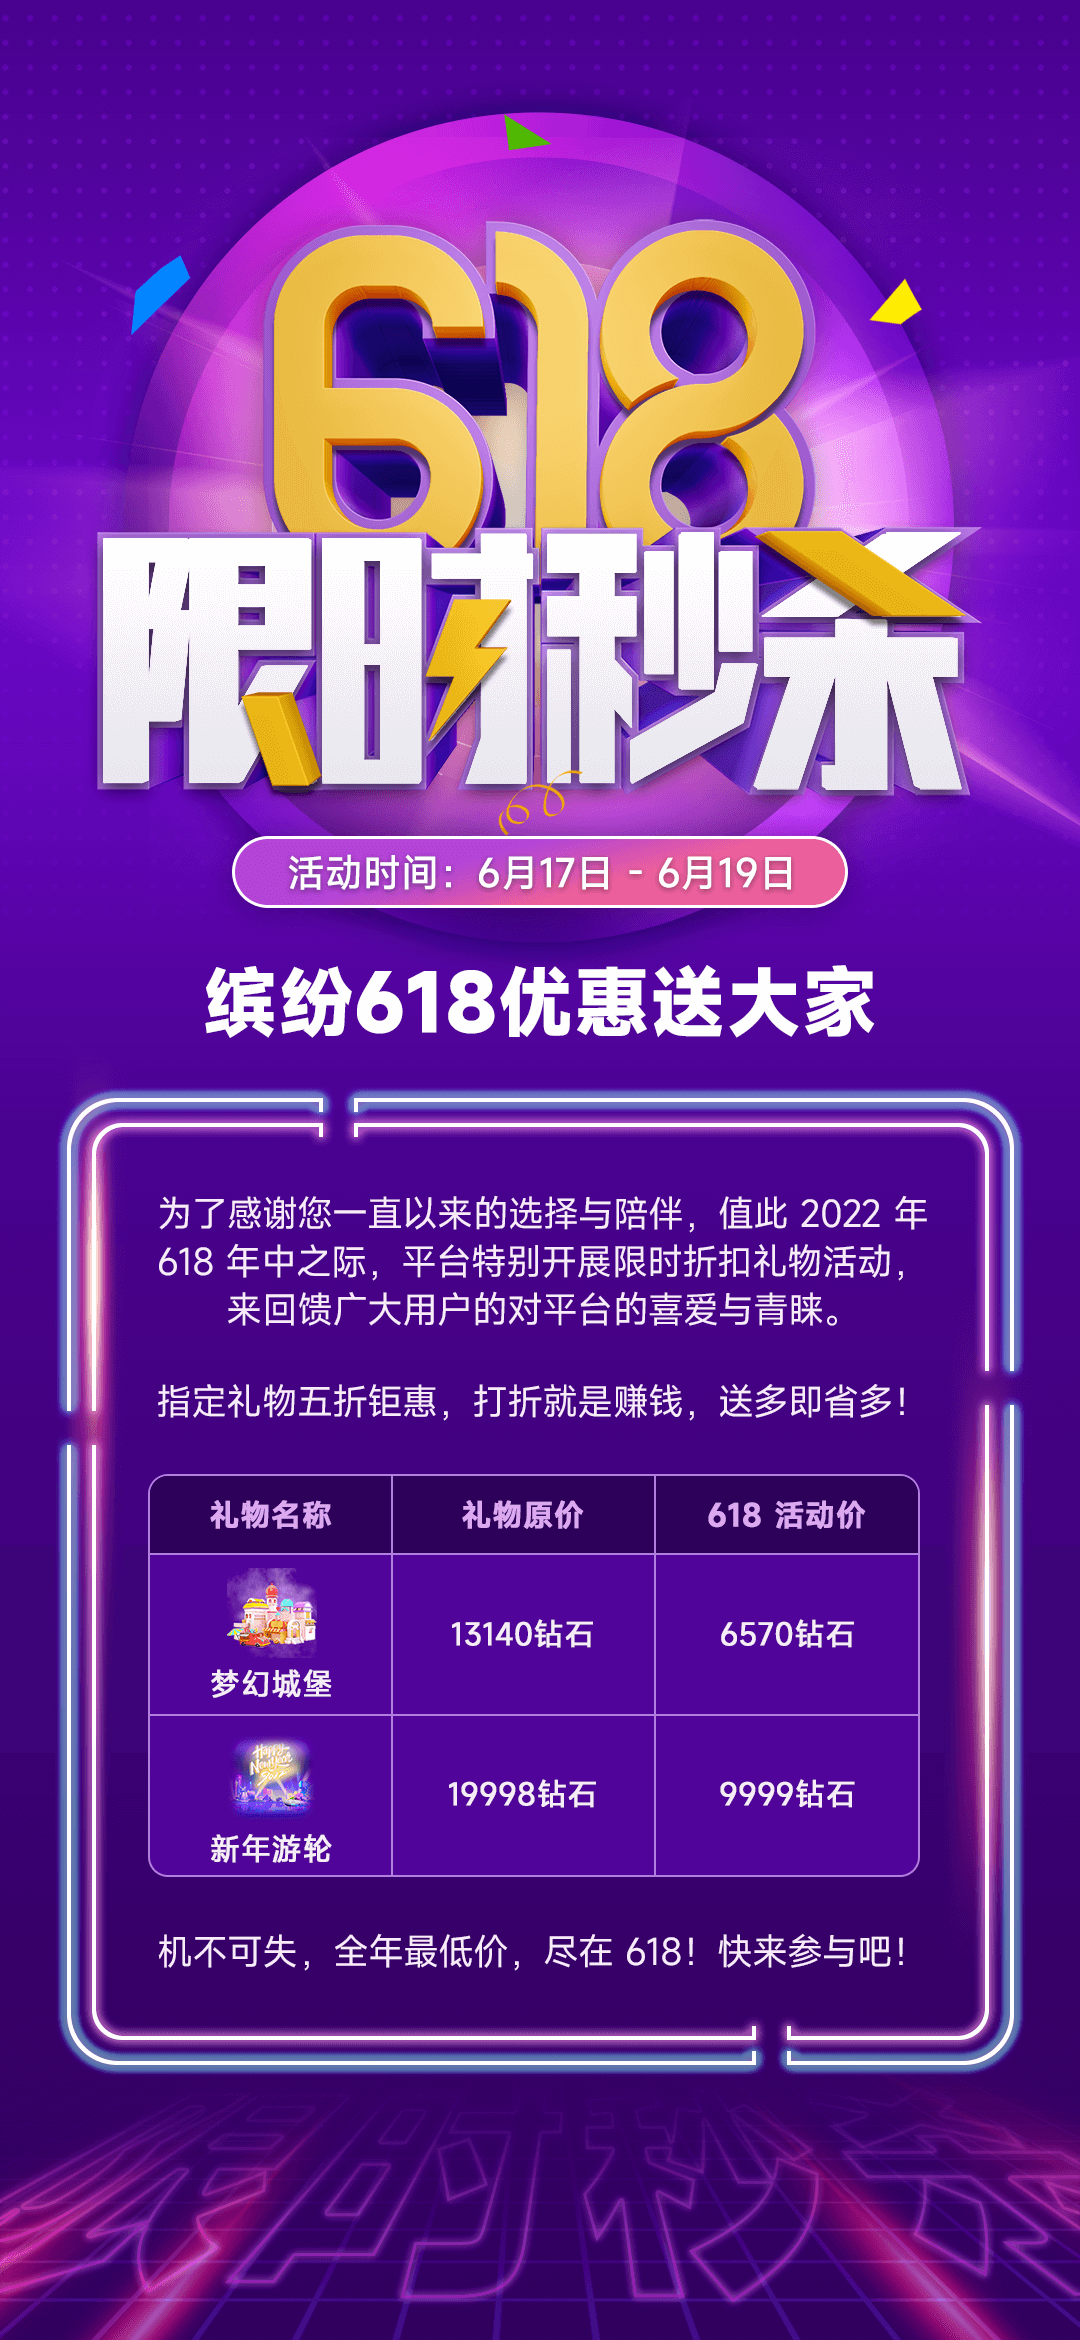 618
限时秒杀
活动时间：6月17日 - 6月19日
缤纷618优惠送大家
为了感谢您一直以来的选择与陪伴，值此 2022 年
618 年中之际，平台特别开展限时折扣礼物活动，
来回馈广大用户的对平台的喜爱与青睐。
指定礼物五折钜惠，打折就是赚钱，送多即省多！
礼物名称 礼物原价 618 活动价
梦幻城堡 13140钻石 6570钻石
Happy
New Year
新年游轮 19998钻石 9999钻石
机不可失，全年最低价，尽在 618！快来参与吧！
限时秒杀